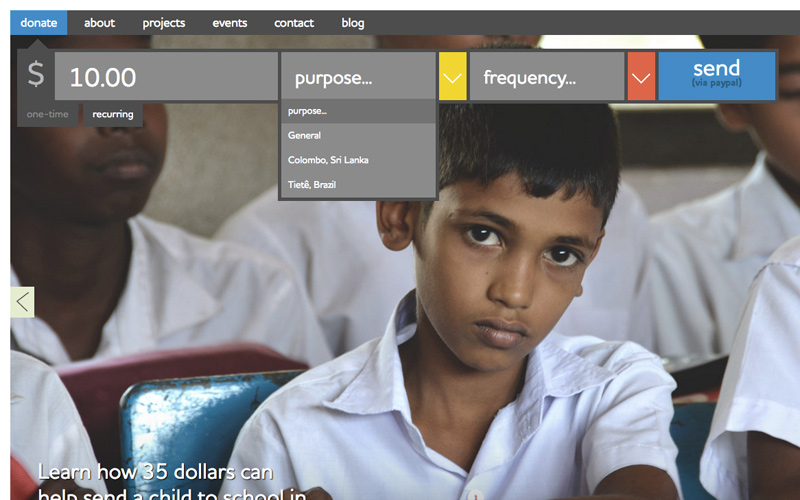 donate about projects events contact blog
$ 10.00 purpose... frequency... send
(via paypal)
one-time recurring
purpose...
General
Colombo, Sri Lanka
Tietê, Brazil
Learn how 35 dollars can
help send a child to school in